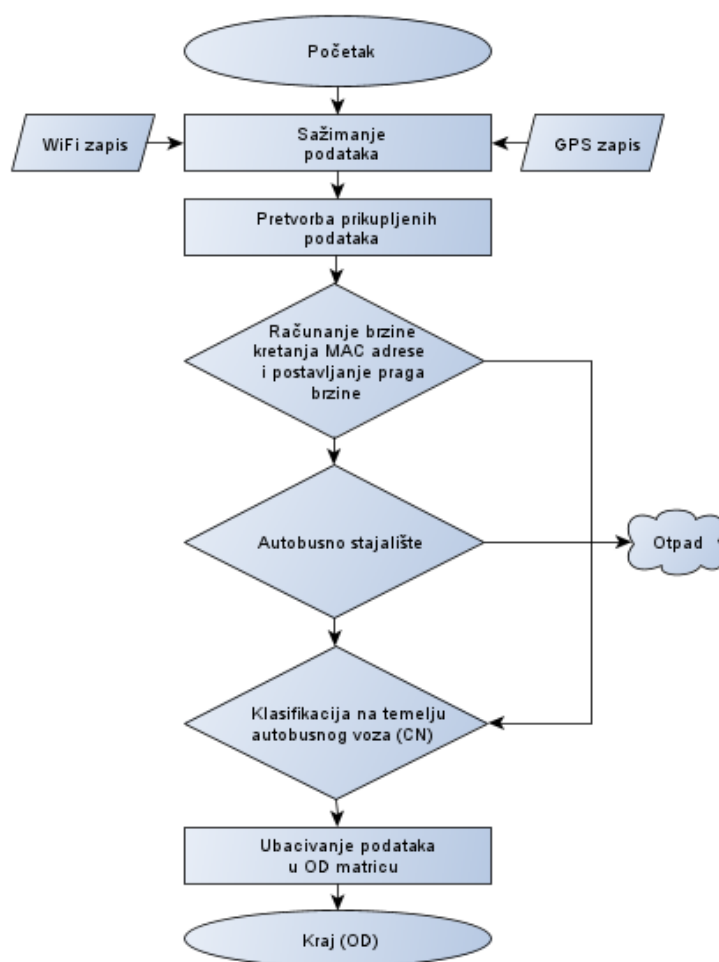 Početak
WiFi zapis
Sažimanje
podataka
GPS zapis
Pretvorba prikupljenih
podataka
Računanje brzine
kretanja MAC adrese
i postavljanje praga
brzine
Autobusno stajalište
Otpad
Klasifikacija na temelju
autobusnog voza (CN)
Ubacivanje podataka
u OD matricu
Kraj (OD)